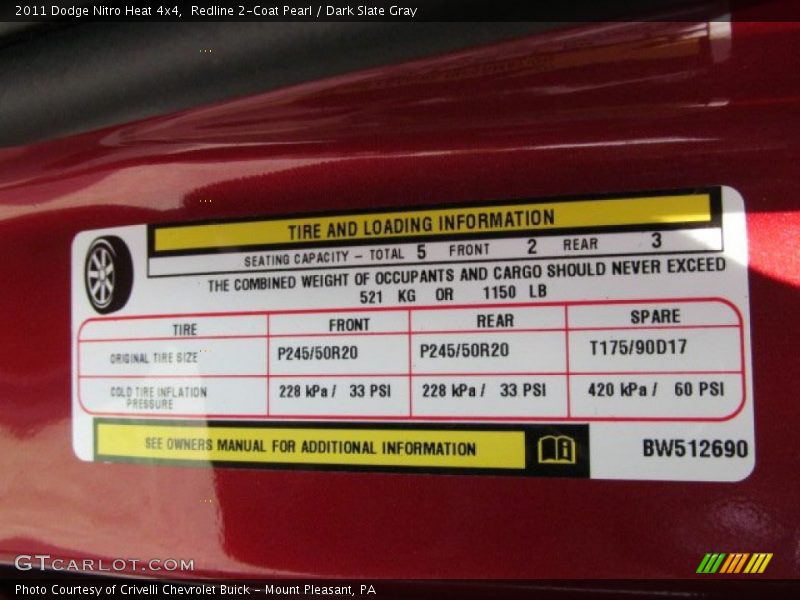 2011 Dodge Nitro Heat 4x4,  Redline 2-Coat Pearl / Dark Slate Gray
TIRE AND LOADING INFORMATION
SEATING CAPACITY - TOTAL 5 FRONT 2 REAR 3
THE COMBINED WEIGHT OF OCCUPANTS AND CARGO SHOULD NEVER EXCEED
521 KG OR 1150 LB
TIRE FRONT REAR SPARE
ORIGINAL TIRE SIZE P245/50R20 P245/50R20 T175/90D17
COLD TIRE INFLATION PRESSURE 228 kPa / 33 PSI 228 kPa / 33 PSI 420 kPa / 60 PSI
SEE OWNERS MANUAL FOR ADDITIONAL INFORMATION
BW512690
GTCARLOT.COM
Photo Courtesy of Crivelli Chevrolet Buick - Mount Pleasant, PA